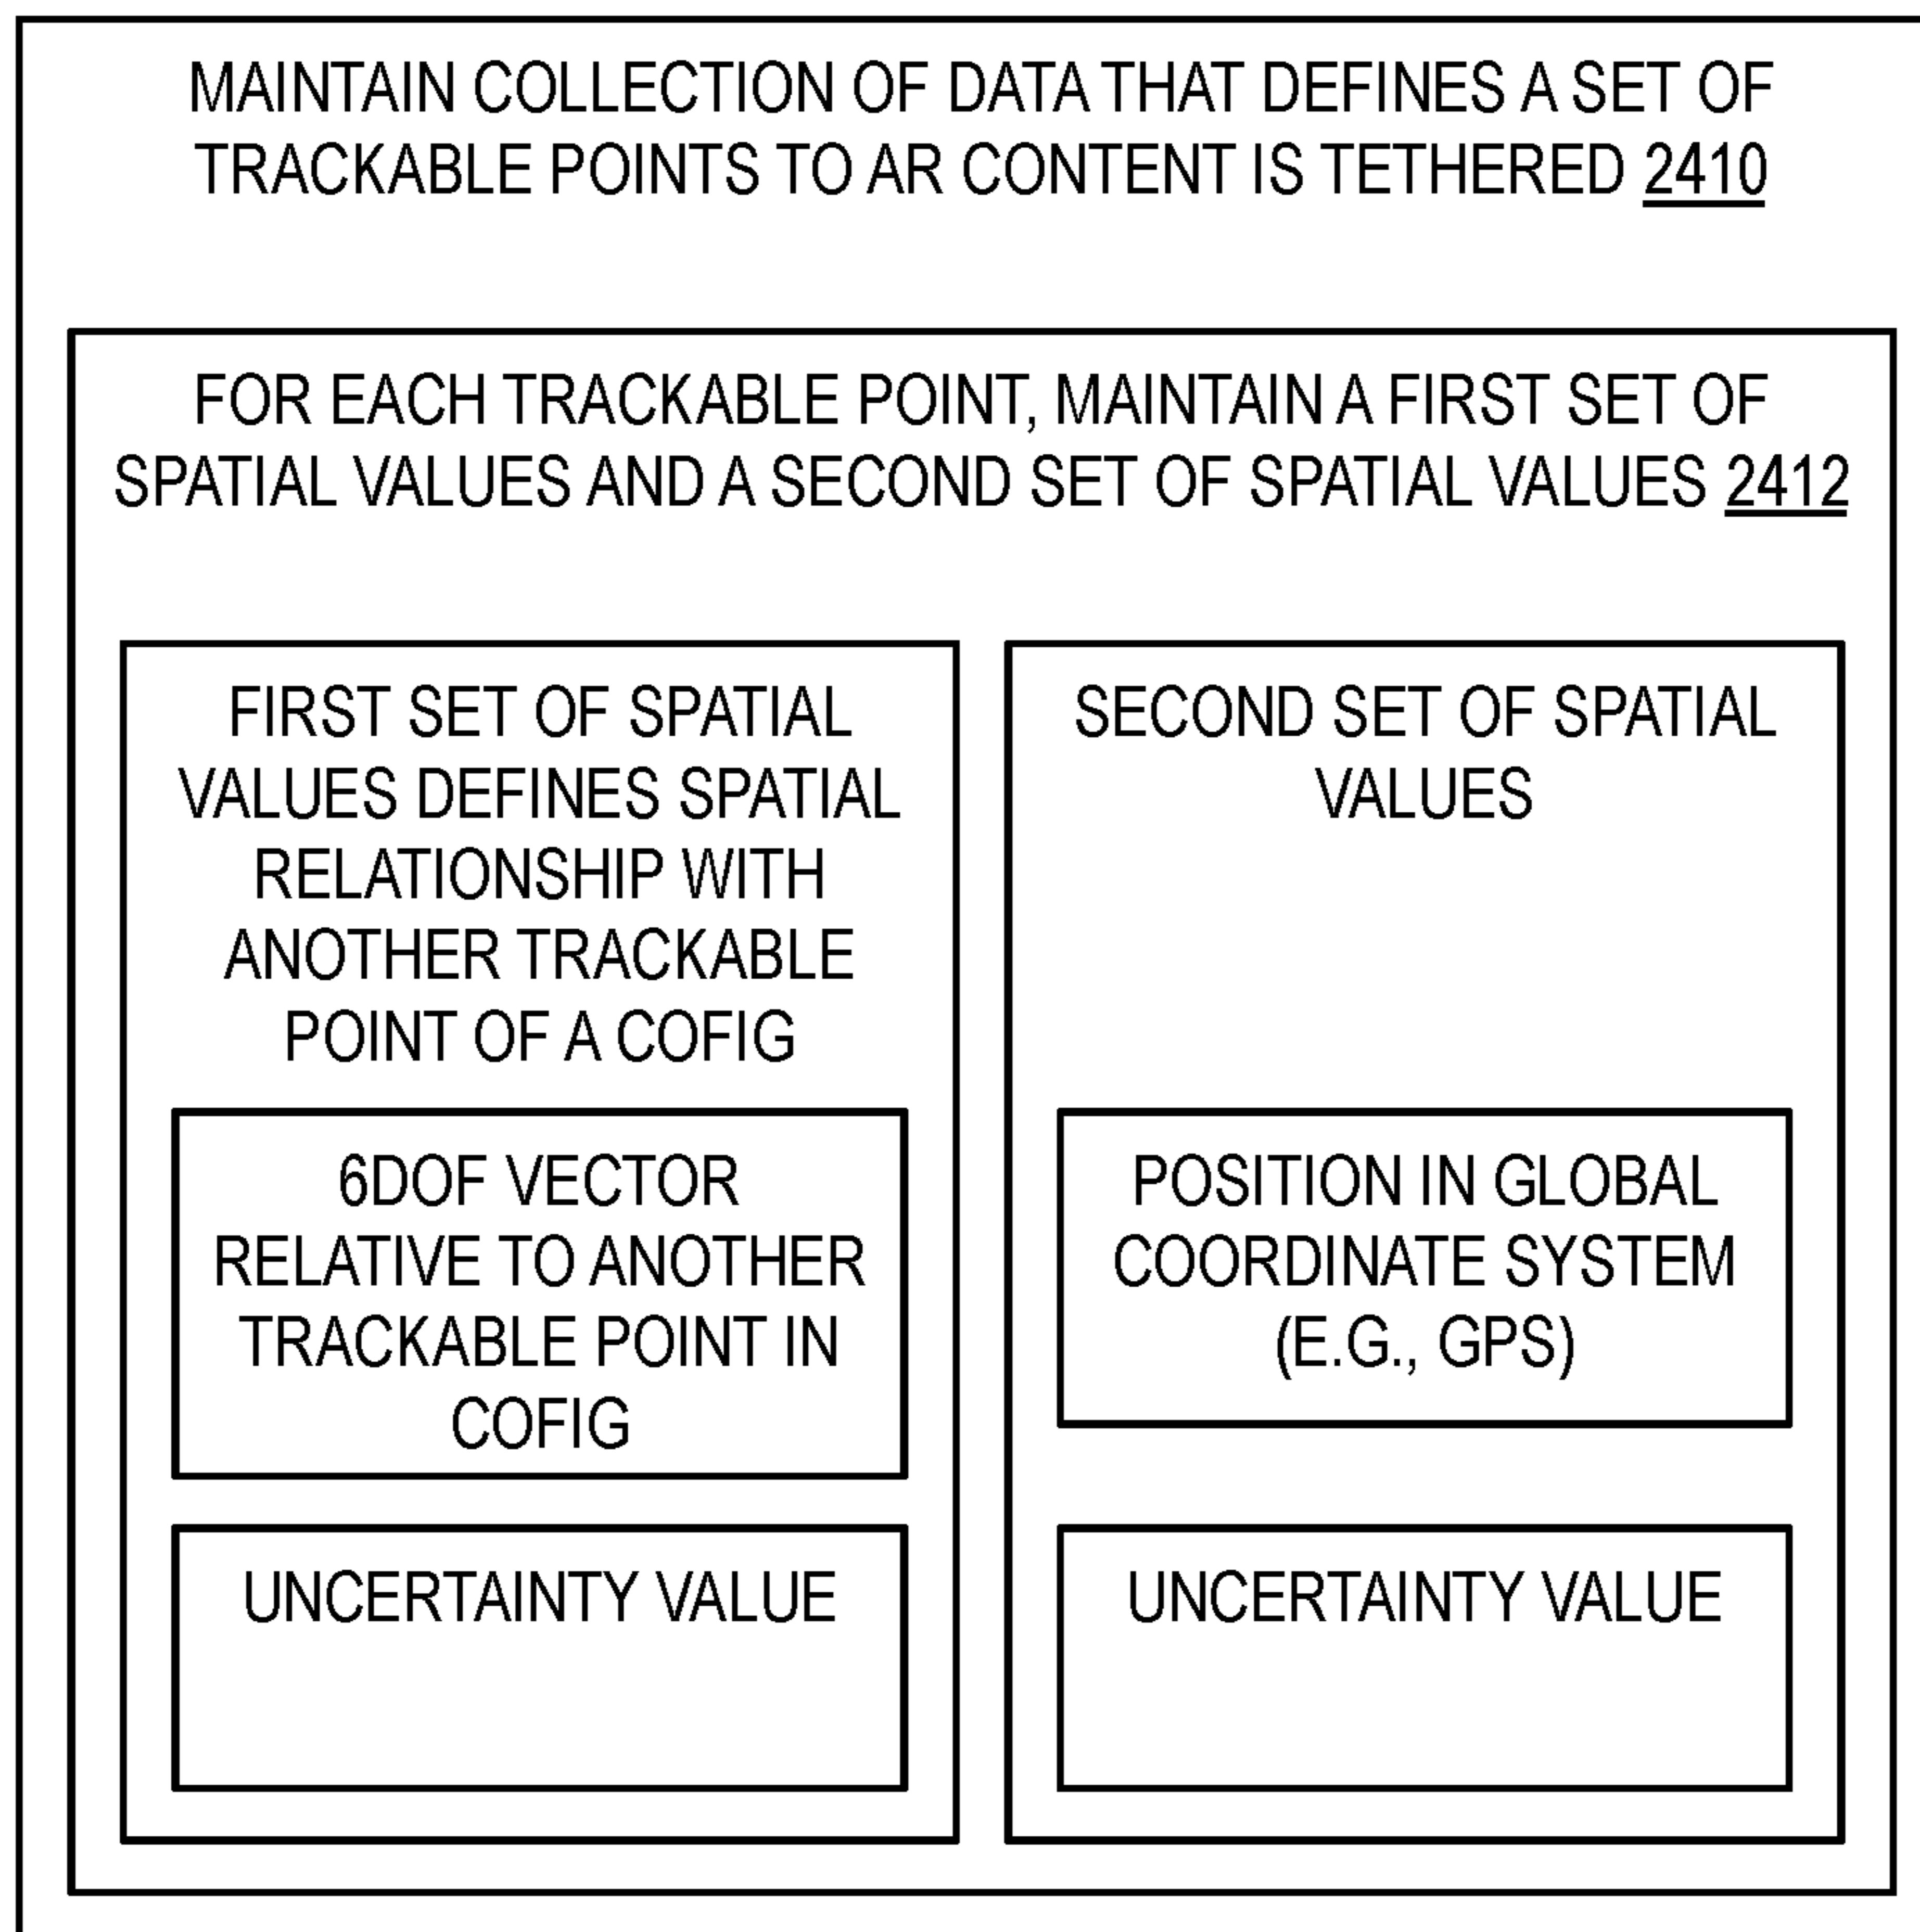 MAINTAIN COLLECTION OF DATA THAT DEFINES A SET OF
TRACKABLE POINTS TO AR CONTENT IS TETHERED 2410
FOR EACH TRACKABLE POINT, MAINTAIN A FIRST SET OF
SPATIAL VALUES AND A SECOND SET OF SPATIAL VALUES 2412
FIRST SET OF SPATIAL
VALUES DEFINES SPATIAL
RELATIONSHIP WITH
ANOTHER TRACKABLE
POINT OF A COFIG
6DOF VECTOR
RELATIVE TO ANOTHER
TRACKABLE POINT IN
COFIG
UNCERTAINTY VALUE
SECOND SET OF SPATIAL
VALUES
POSITION IN GLOBAL
COORDINATE SYSTEM
(E.G., GPS)
UNCERTAINTY VALUE